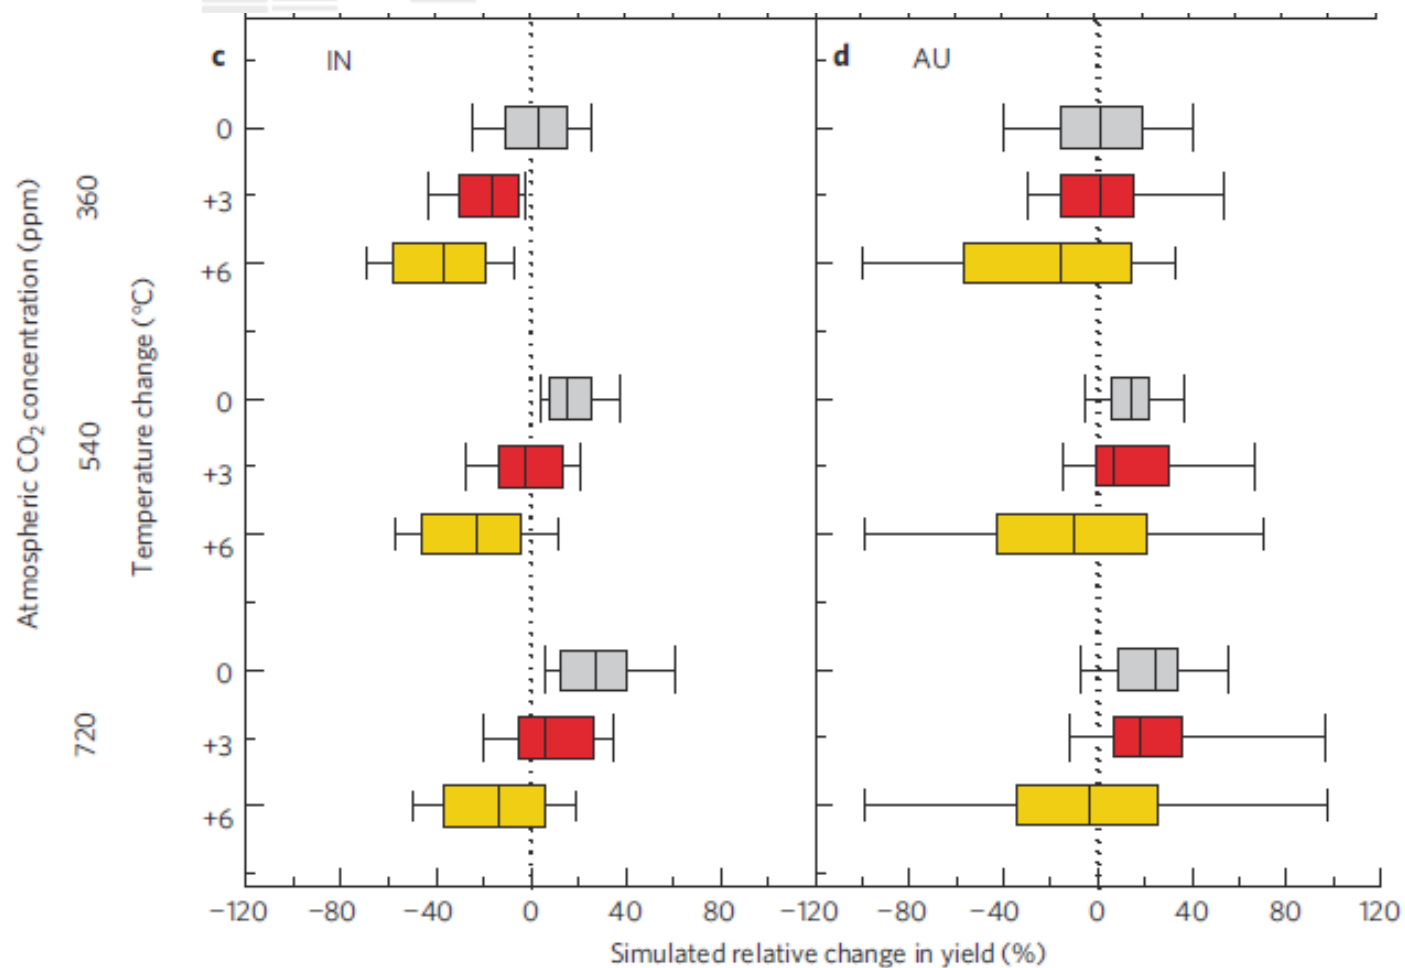 c IN
d AU
Atmospheric CO₂ concentration (ppm)
Temperature change (°C)
360
0
+3
+6
540
0
+3
+6
720
0
+3
+6
−120 −80 −40 0 40 80 −120 −80 −40 0 40 80 120
Simulated relative change in yield (%)